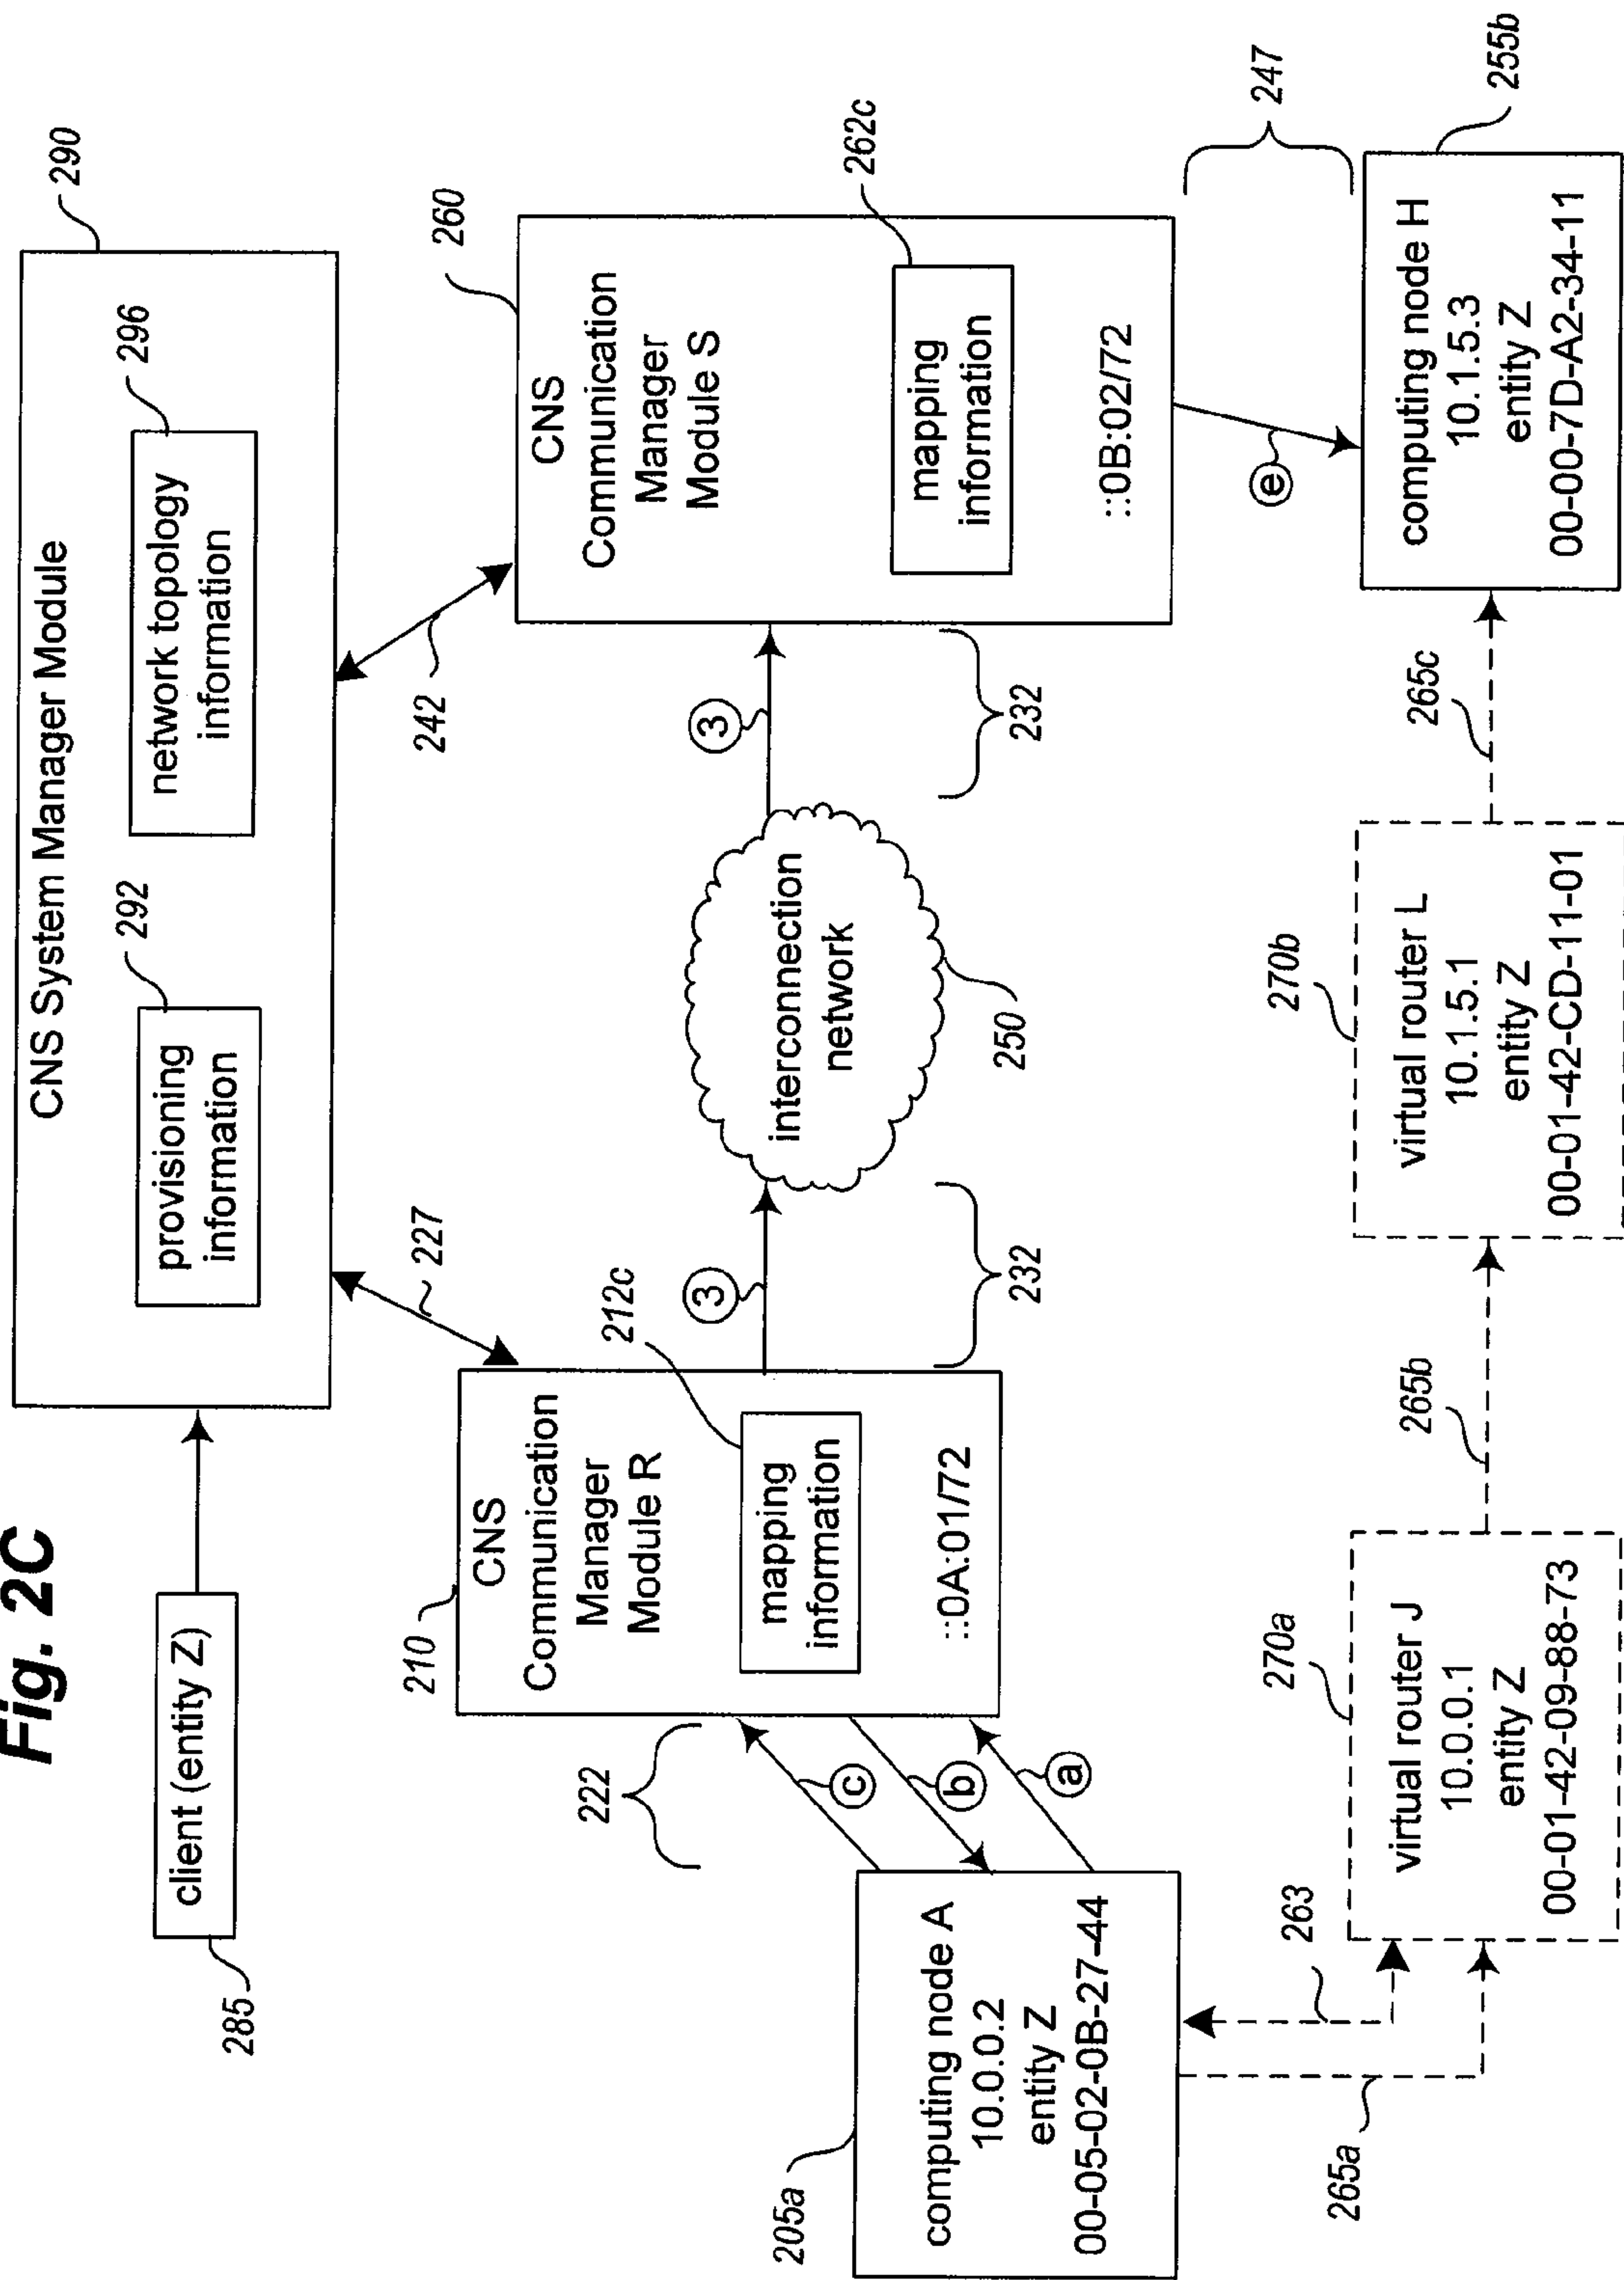 Fig. 2C
client (entity Z)
285
CNS System Manager Module
290
provisioning
information
292
network topology
information
296
227
242
210
CNS
Communication
Manager
Module R
212c
mapping
information
::0A:01/72
3
232
interconnection
network
250
3
232
260
CNS
Communication
Manager
Module S
262c
mapping
information
::0B:02/72
222
c
b
a
e
247
205a
computing node A
10.0.0.2
entity Z
00-05-02-0B-27-44
263
265a
270a
virtual router J
10.0.0.1
entity Z
00-01-42-09-88-73
265b
270b
virtual router L
10.1.5.1
entity Z
00-01-42-CD-11-01
265c
255b
computing node H
10.1.5.3
entity Z
00-00-7D-A2-34-11